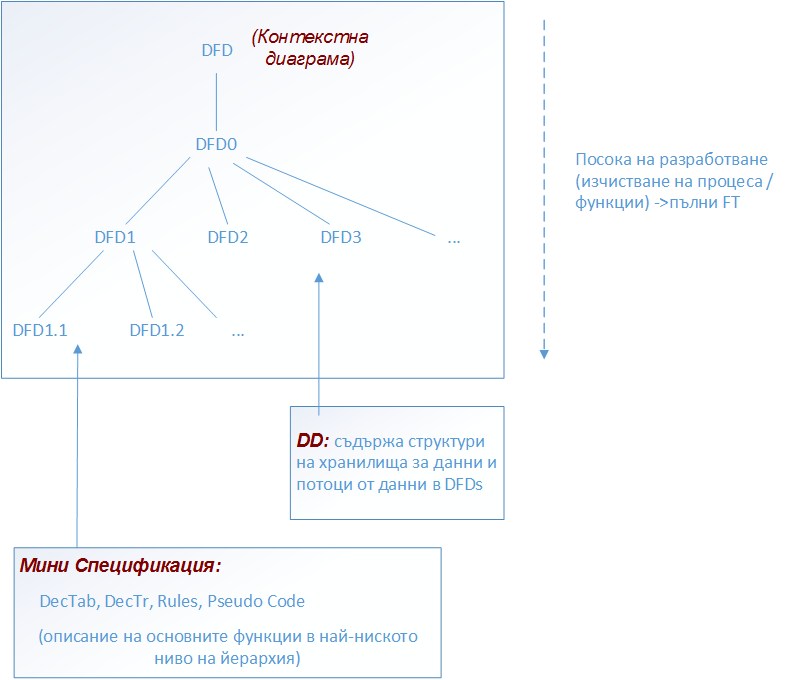 DFD
(Контекстна
диаграма)
DFD0
DFD1
DFD2
DFD3
...
DFD1.1
DFD1.2
...
Посока на разработване
(изчистване на процеса /
функции) ->пълни FT
DD: съдържа структури
на хранилища за данни и
потоци от данни в DFDs
Мини Спецификация:
DecTab, DecTr, Rules, Pseudo Code
(описание на основните функции в най-ниското
ниво на йерархия)